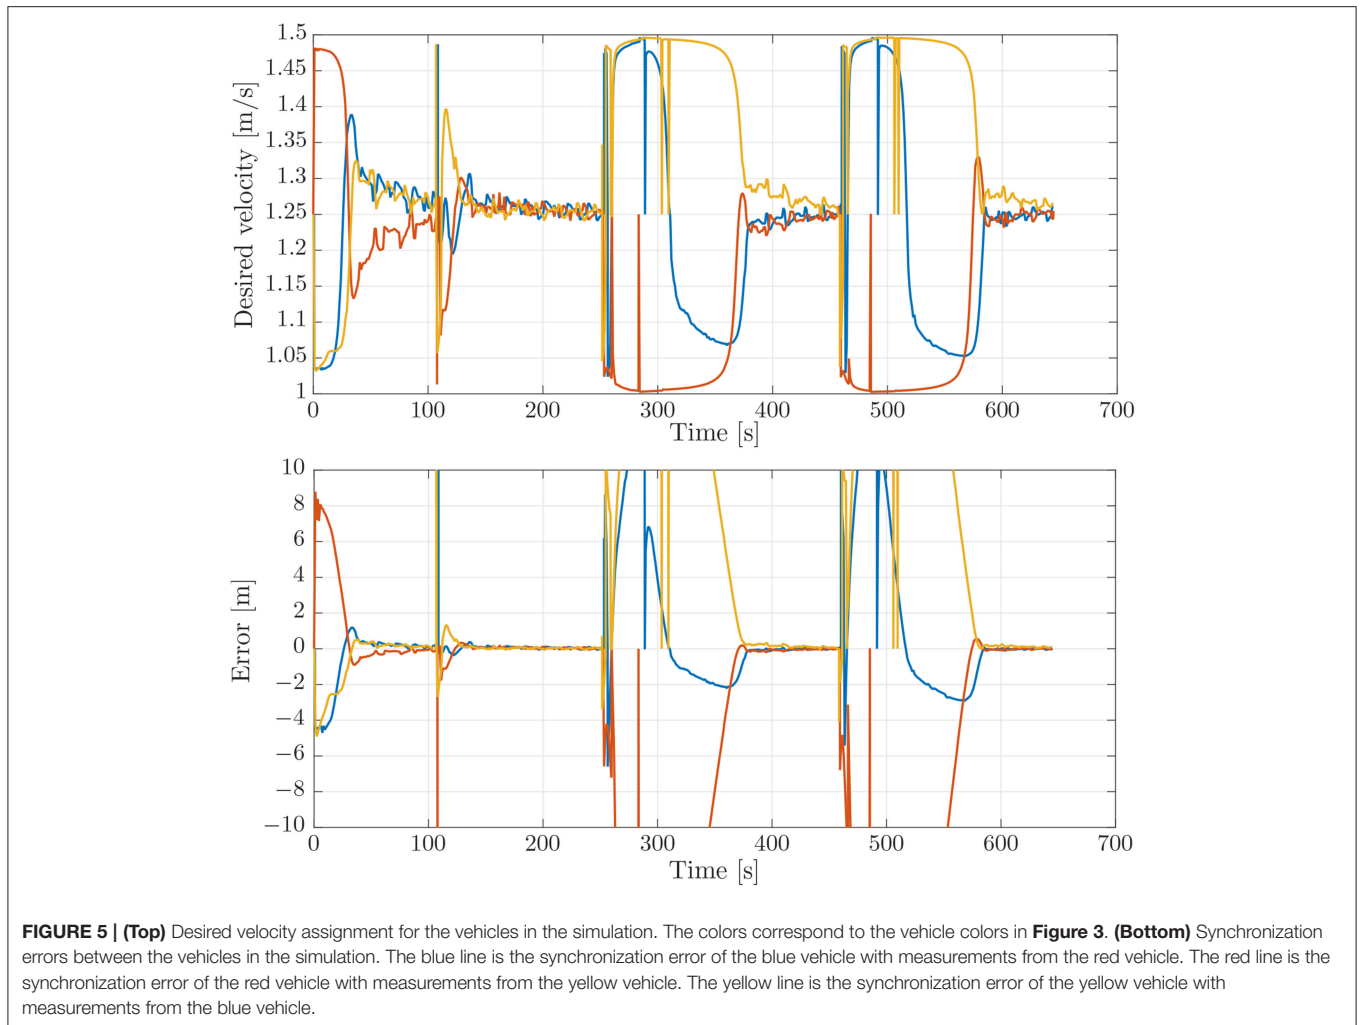 1.5
1.45
1.4
1.35
1.3
1.25
1.2
1.15
1.1
1.05
1
Desired velocity [m/s]
0 100 200 300 400 500 600 700
Time [s]
10
8
6
4
2
0
−2
−4
−6
−8
−10
Error [m]
0 100 200 300 400 500 600 700
Time [s]
FIGURE 5 | (Top) Desired velocity assignment for the vehicles in the simulation. The colors correspond to the vehicle colors in Figure 3. (Bottom) Synchronization
errors between the vehicles in the simulation. The blue line is the synchronization error of the blue vehicle with measurements from the red vehicle. The red line is the
synchronization error of the red vehicle with measurements from the yellow vehicle. The yellow line is the synchronization error of the yellow vehicle with
measurements from the blue vehicle.